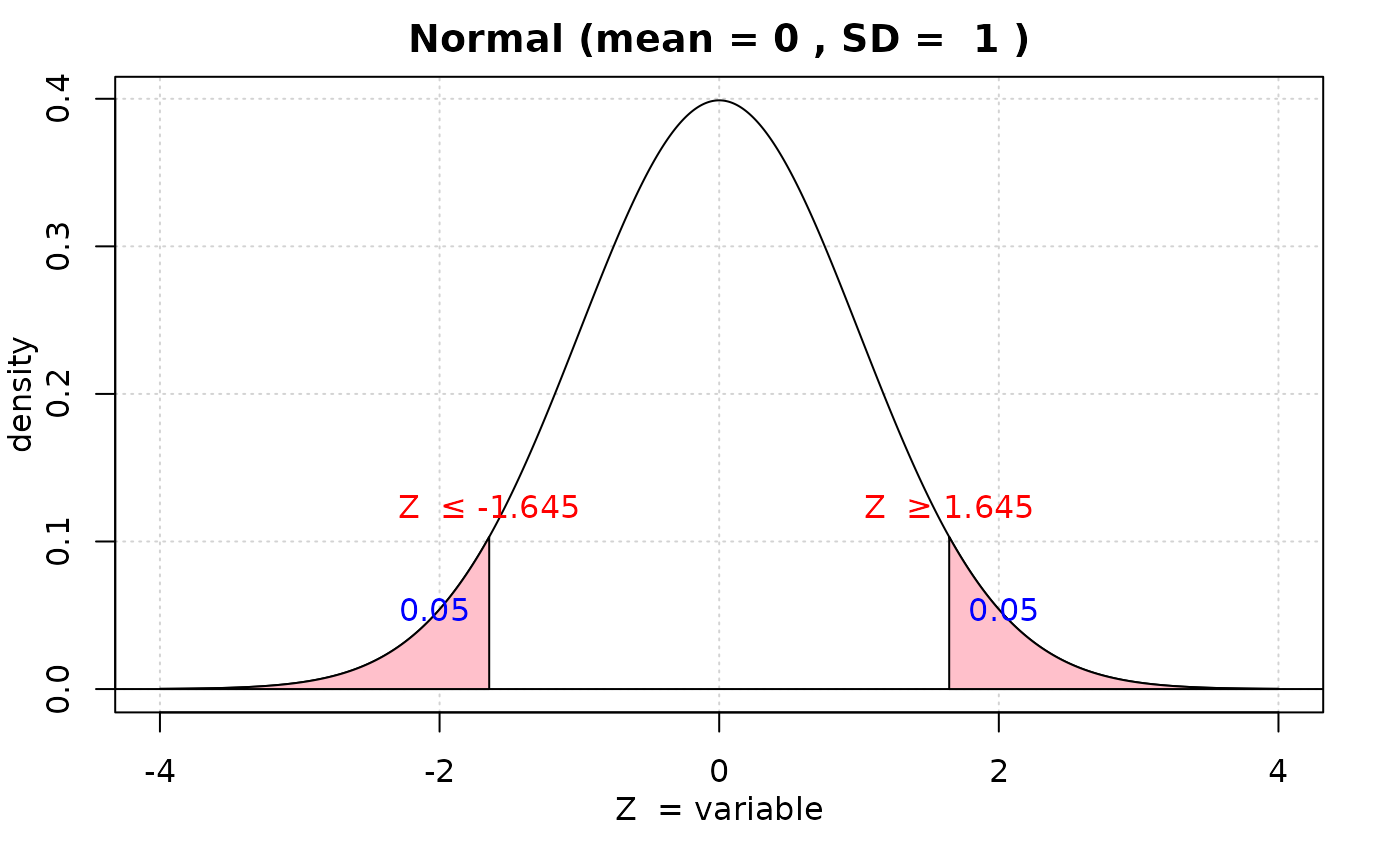 Normal (mean = 0 , SD =  1 )
0.4
0.3
0.2
0.1
0.0
density
Z  ≤ -1.645
Z  ≥ 1.645
0.05
0.05
-4
-2
0
2
4
Z  = variable